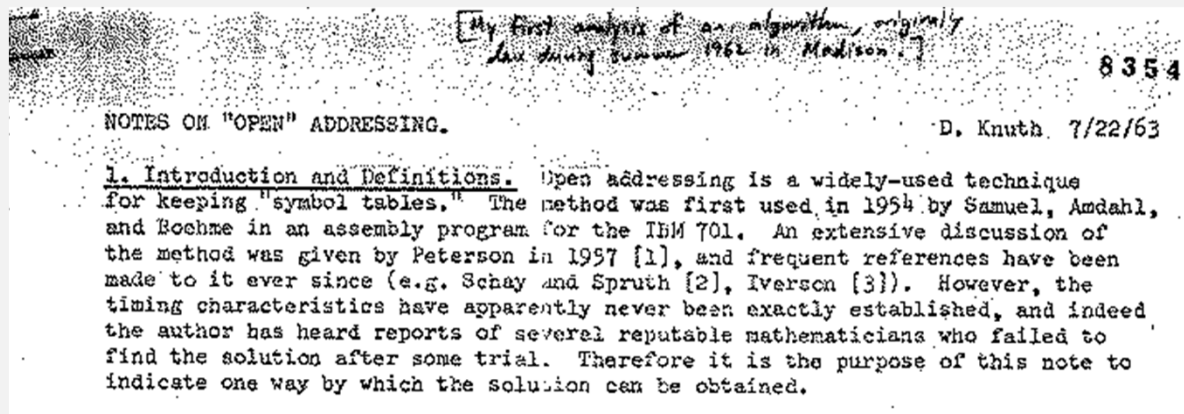 [My first analysis of an algorithm, originally
done during summer 1962 in Madison.]
8354
NOTES ON "OPEN" ADDRESSING.
D. Knuth 7/22/63
1. Introduction and Definitions. Open addressing is a widely-used technique
for keeping "symbol tables." The method was first used in 1954 by Samuel, Amdahl,
and Boehme in an assembly program for the IBM 701. An extensive discussion of
the method was given by Peterson in 1957 [1], and frequent references have been
made to it ever since (e.g. Schay and Spruth [2], Iverson [3]). However, the
timing characteristics have apparently never been exactly established, and indeed
the author has heard reports of several reputable mathematicians who failed to
find the solution after some trial. Therefore it is the purpose of this note to
indicate one way by which the solution can be obtained.